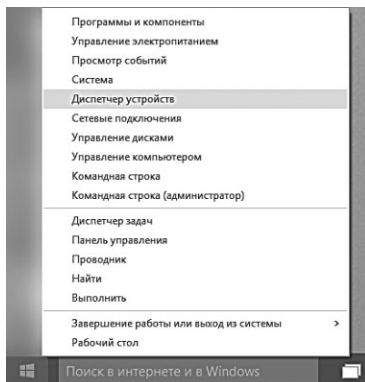 Программы и компоненты
Управление электропитанием
Просмотр событий
Система
Диспетчер устройств
Сетевые подключения
Управление дисками
Управление компьютером
Командная строка
Командная строка (администратор)
Диспетчер задач
Панель управления
Проводник
Найти
Выполнить
Завершение работы или выход из системы
Рабочий стол
Поиск в интернете и в Windows